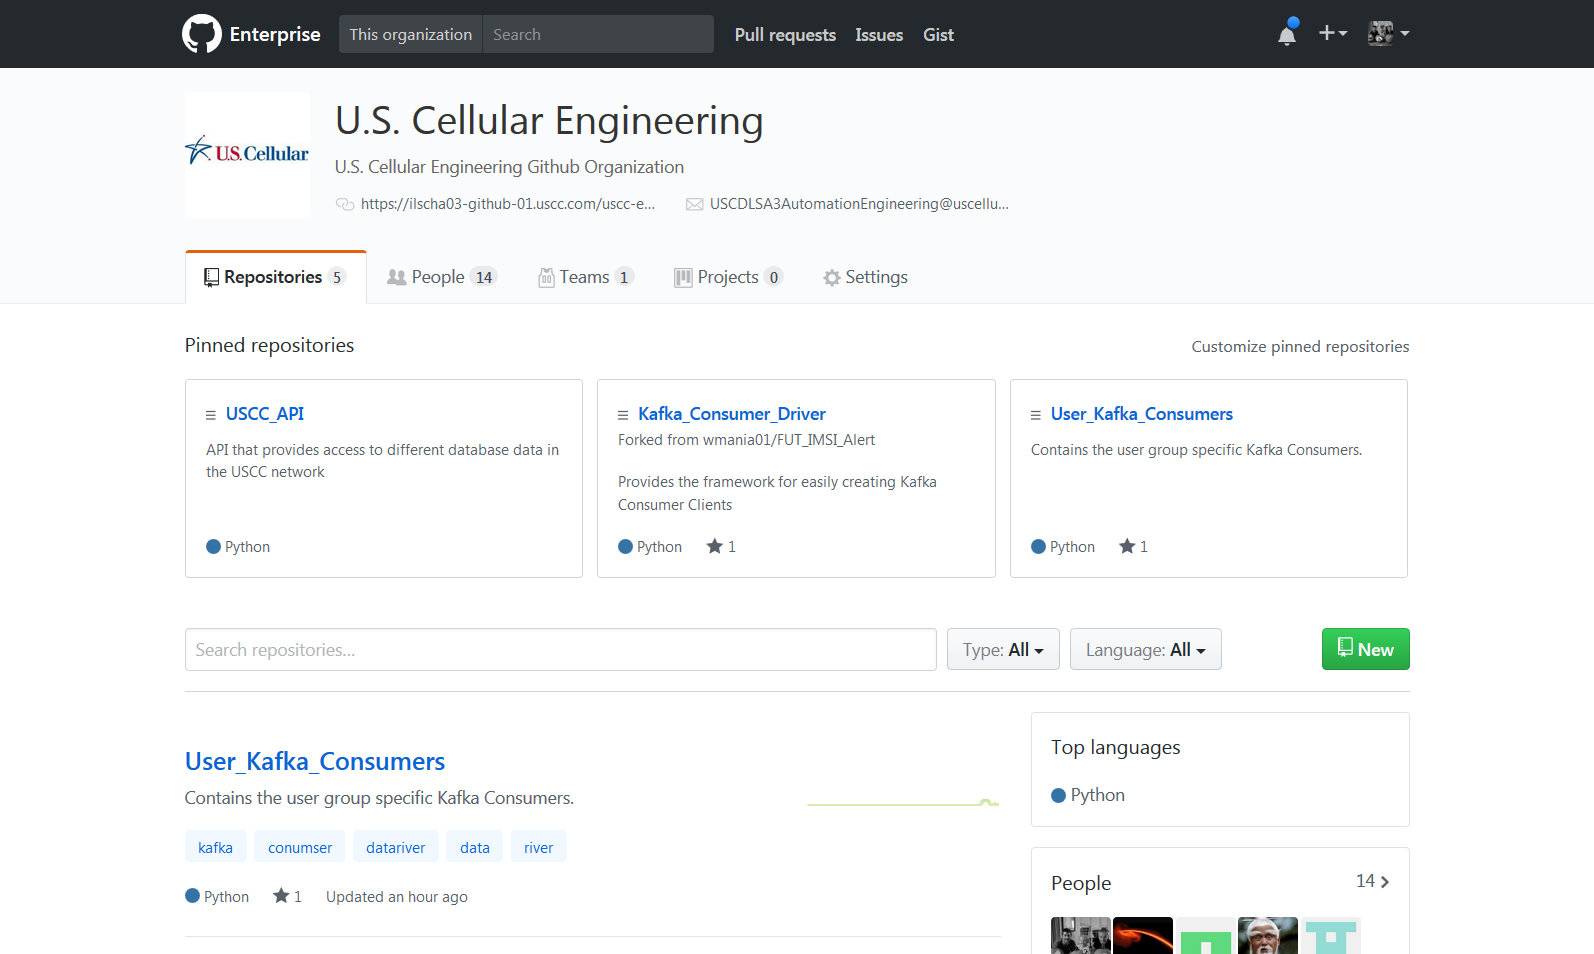 Enterprise
This organization
Search
Pull requests
Issues
Gist
U.S. Cellular
U.S. Cellular Engineering
U.S. Cellular Engineering Github Organization
https://ilscha03-github-01.uscc.com/uscc-e...
USCDLSA3AutomationEngineering@uscellu...
Repositories 5
People 14
Teams 1
Projects 0
Settings
Pinned repositories
Customize pinned repositories
USCC_API
API that provides access to different database data in
the USCC network
Python
Kafka_Consumer_Driver
Forked from wmania01/FUT_IMSI_Alert
Provides the framework for easily creating Kafka
Consumer Clients
Python 1
User_Kafka_Consumers
Contains the user group specific Kafka Consumers.
Python 1
Search repositories...
Type: All
Language: All
New
User_Kafka_Consumers
Contains the user group specific Kafka Consumers.
kafka conumser datariver data river
Python 1 Updated an hour ago
Top languages
Python
People 14